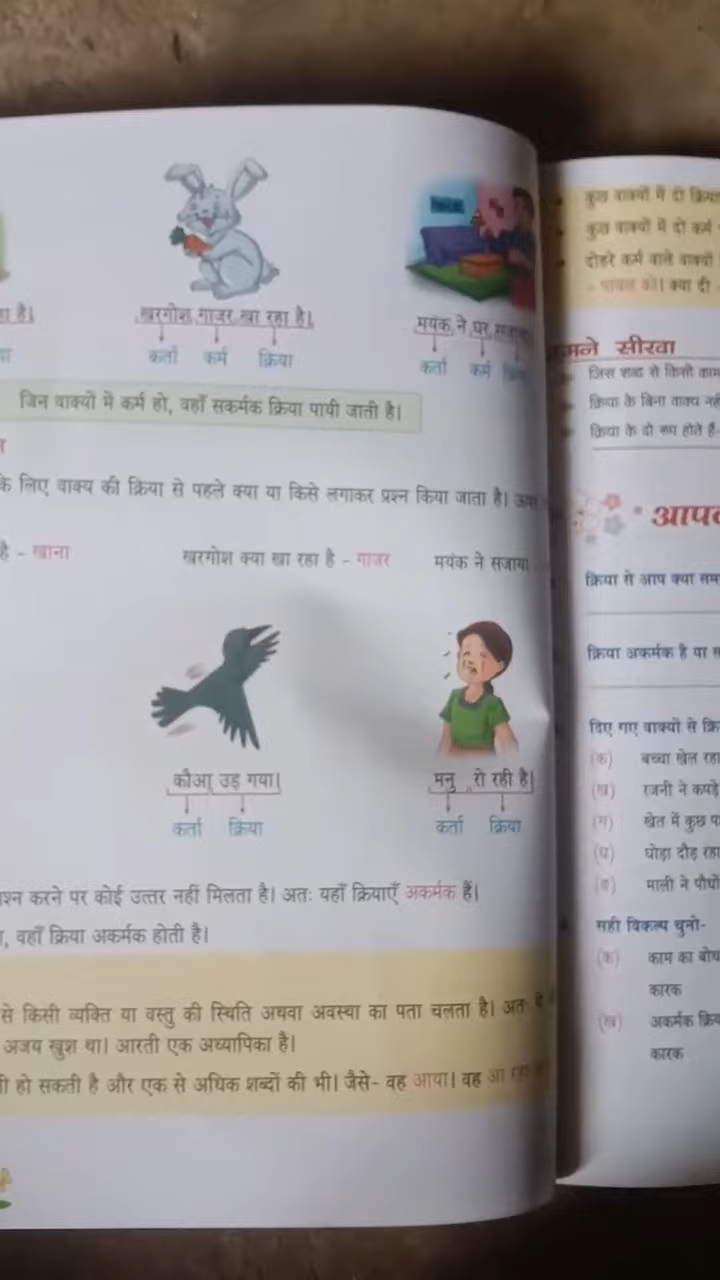 है।
खरगोश गाजर खा रहा है।
मयंक ने घर
कर्ता कर्म क्रिया
कर्ता कर्म
जिन वाक्यों में कर्म हो, वहाँ सकर्मक क्रिया पायी जाती है।
के लिए वाक्य की क्रिया से पहले क्या या किसे लगाकर प्रश्न किया जाता है।
है - खाना
खरगोश क्या खा रहा है - गाजर
मयंक ने सजाया
कौआ उड़ गया।
मनु रो रही है।
कर्ता क्रिया
कर्ता क्रिया
करने पर कोई उत्तर नहीं मिलता है। अतः यहाँ क्रियाएँ अकर्मक हैं।
वहाँ क्रिया अकर्मक होती है।
से किसी व्यक्ति या वस्तु की स्थिति अथवा अवस्था का पता चलता है। अतः
अजय खुश था। आरती एक अध्यापिका है।
हो सकती है और एक से अधिक शब्दों की भी। जैसे- वह आया। वह आ
कुछ वाक्यों में दो
कुछ वाक्यों में दो कर्म
दोहरे कर्म वाले वाक्यों
क्या दी
सीखा
जिस शब्द से किसी काम
क्रिया के बिना वाक्य
क्रिया के दो रूप होते हैं-
क्रिया से आप क्या
क्रिया अकर्मक है या
दिए गए वाक्यों से
(क) बच्चा खेल रहा
(ख) रजनी ने कपड़े
(ग) खेत में कुछ
(घ) घोड़ा दौड़ रहा
(ङ) माली ने पौधों
सही विकल्प चुनो-
(क) काम का बोध
कारक
(ख) अकर्मक
कारक